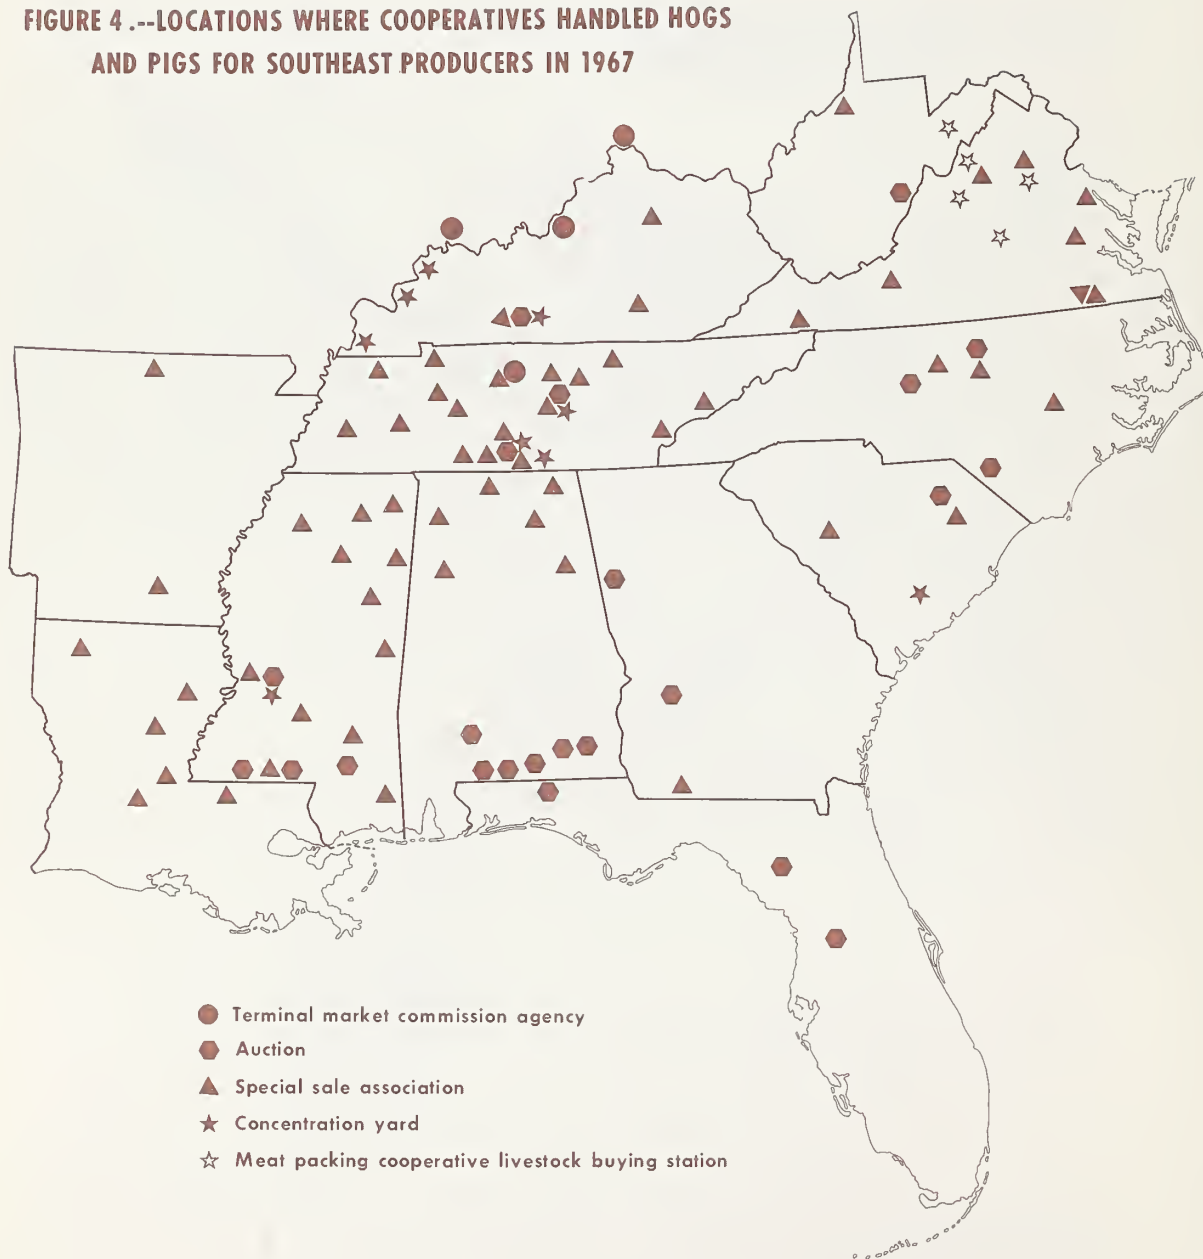 FIGURE 4.--LOCATIONS WHERE COOPERATIVES HANDLED HOGS
AND PIGS FOR SOUTHEAST PRODUCERS IN 1967
Terminal market commission agency
Auction
Special sale association
Concentration yard
Meat packing cooperative livestock buying station